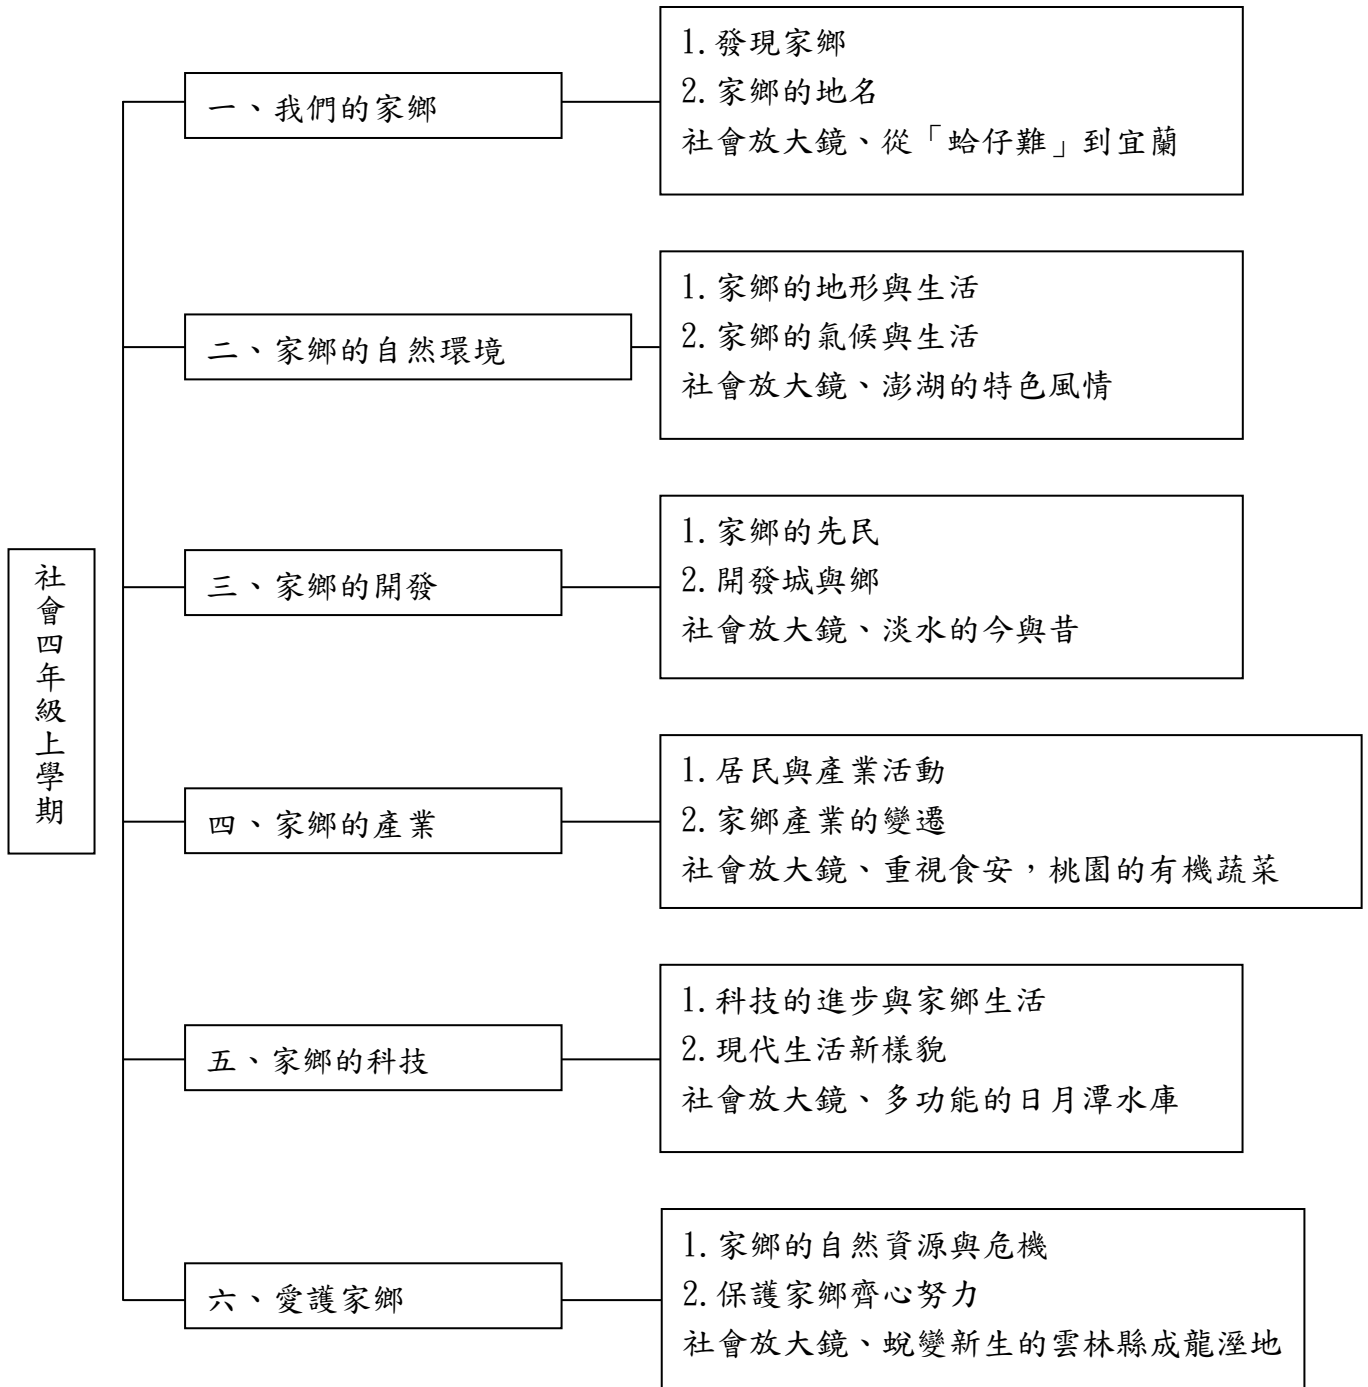 社會四年級上學期
一、我們的家鄉
1.發現家鄉
2.家鄉的地名
社會放大鏡、從「蛤仔難」到宜蘭
二、家鄉的自然環境
1.家鄉的地形與生活
2.家鄉的氣候與生活
社會放大鏡、澎湖的特色風情
三、家鄉的開發
1.家鄉的先民
2.開發城與鄉
社會放大鏡、淡水的今與昔
四、家鄉的產業
1.居民與產業活動
2.家鄉產業的變遷
社會放大鏡、重視食安，桃園的有機蔬菜
五、家鄉的科技
1.科技的進步與家鄉生活
2.現代生活新樣貌
社會放大鏡、多功能的日月潭水庫
六、愛護家鄉
1.家鄉的自然資源與危機
2.保護家鄉齊心努力
社會放大鏡、蛻變新生的雲林縣成龍溼地